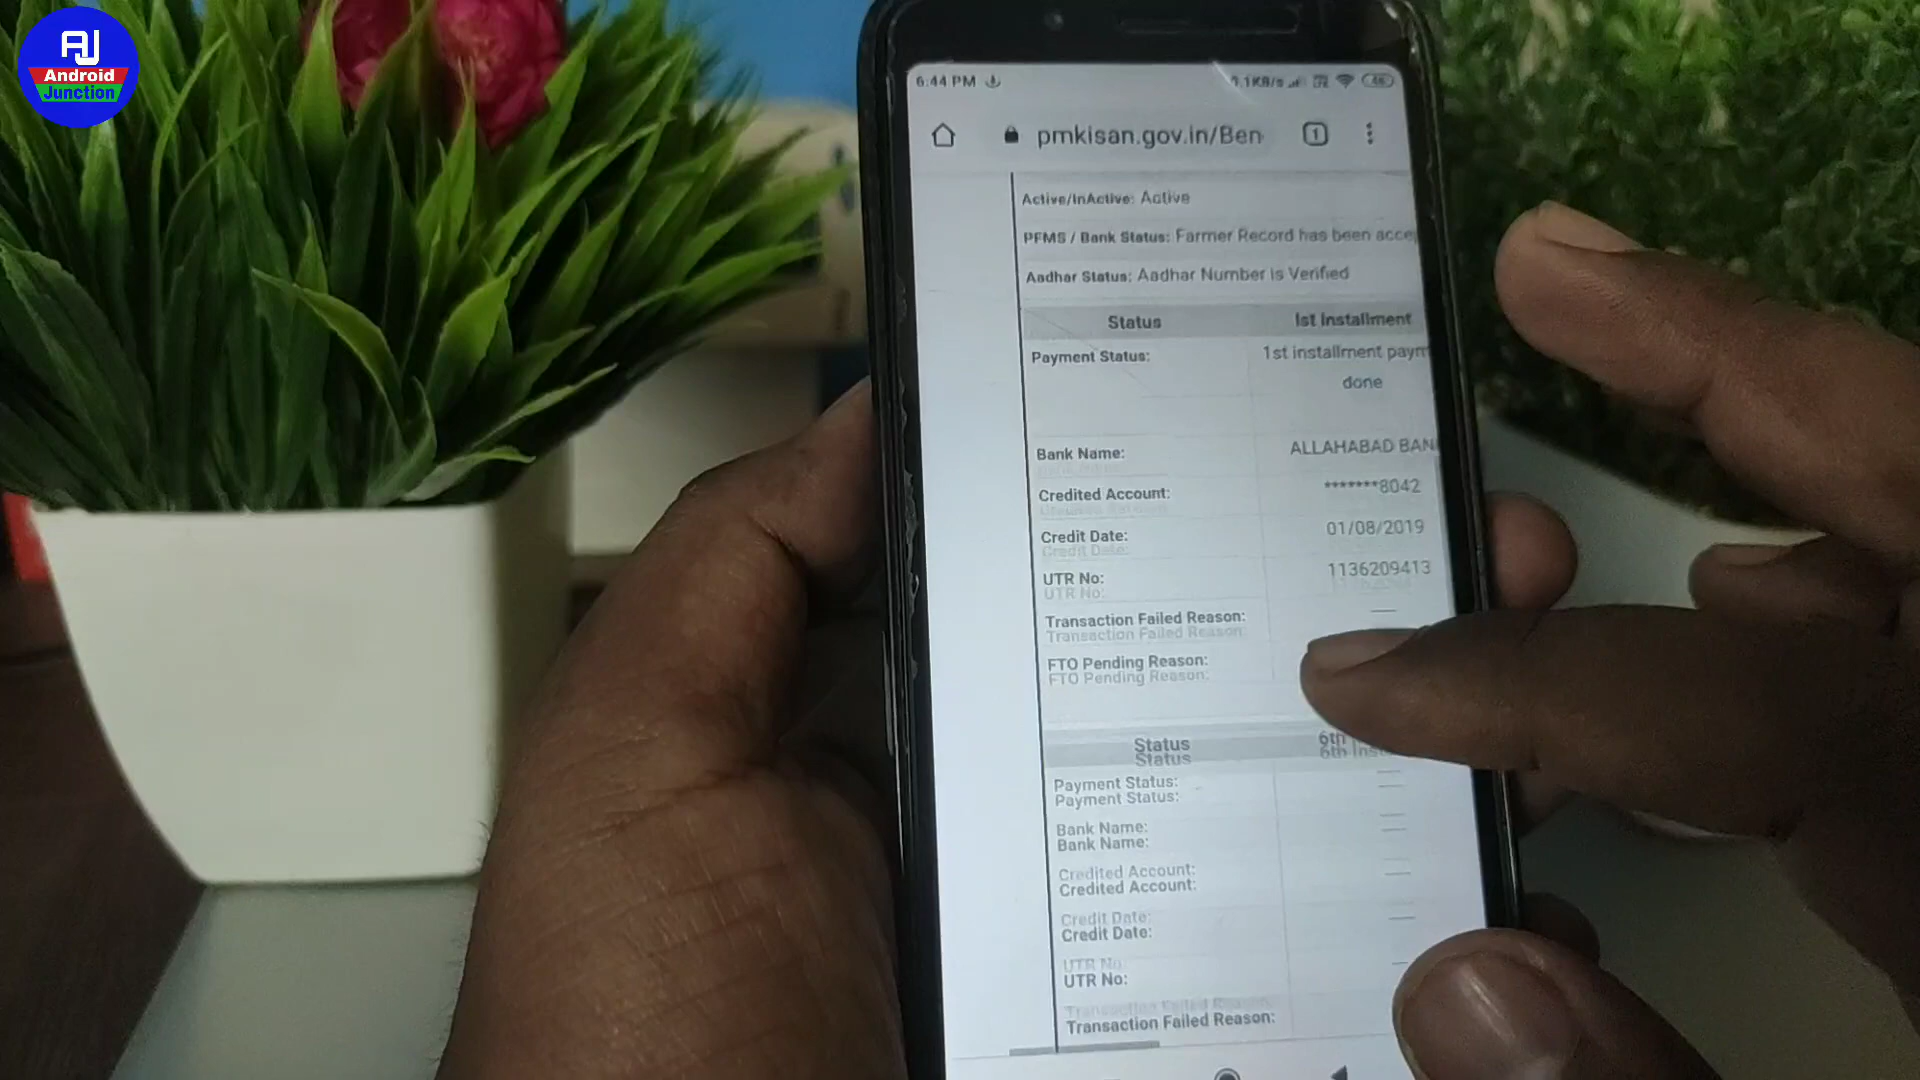 AJ
Android
Junction
6:44 PM
pmkisan.gov.in/Ben
1
Active/InActive: Active
PFMS / Bank Status: Farmer Record has been acce
Aadhar Status: Aadhar Number is Verified
Status Ist Installment
Payment Status: 1st installment paym
done
Bank Name: ALLAHABAD BAN
Credited Account: *******8042
Credit Date: 01/08/2019
UTR No: 1136209413
Transaction Failed Reason:
FTO Pending Reason:
Status 6th
Payment Status:
Bank Name:
Credited Account:
Credit Date:
UTR No:
Transaction Failed Reason: